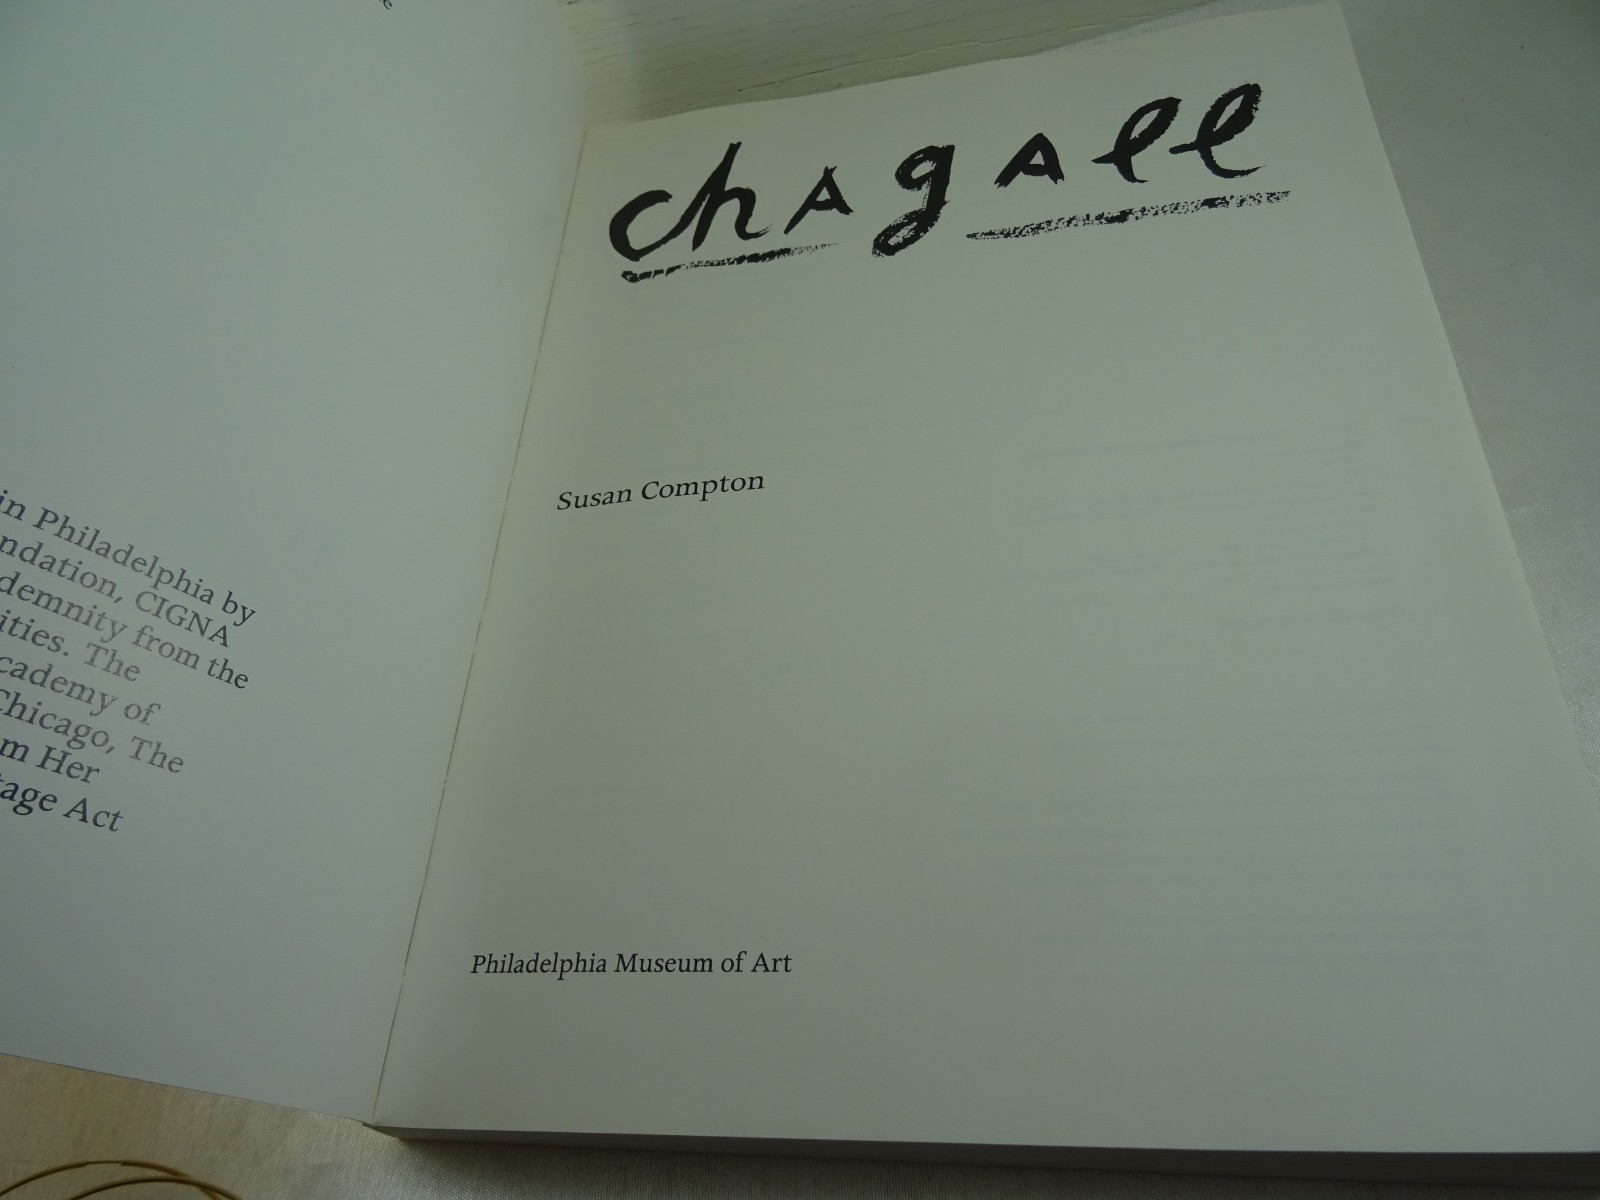 in Philadelphia by
ndation, CIGNA
demnity from the
ities. The
cademy of
Chicago, The
m Her
tage Act
chagall
Susan Compton
Philadelphia Museum of Art